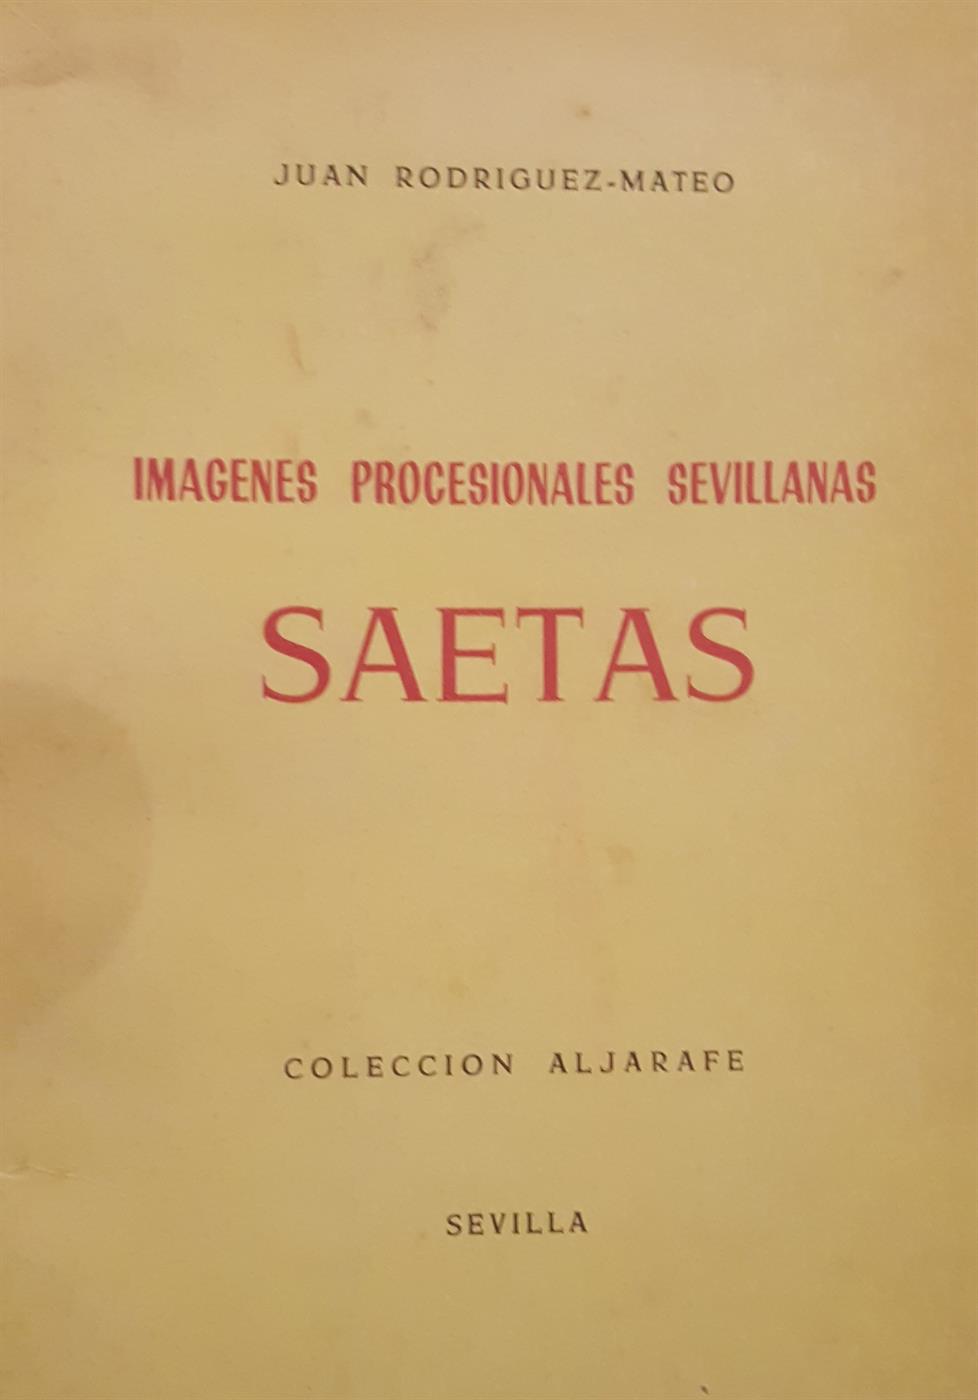 JUAN RODRIGUEZ-MATEO
IMAGENES PROCESIONALES SEVILLANAS
SAETAS
COLECCION ALJARAFE
SEVILLA